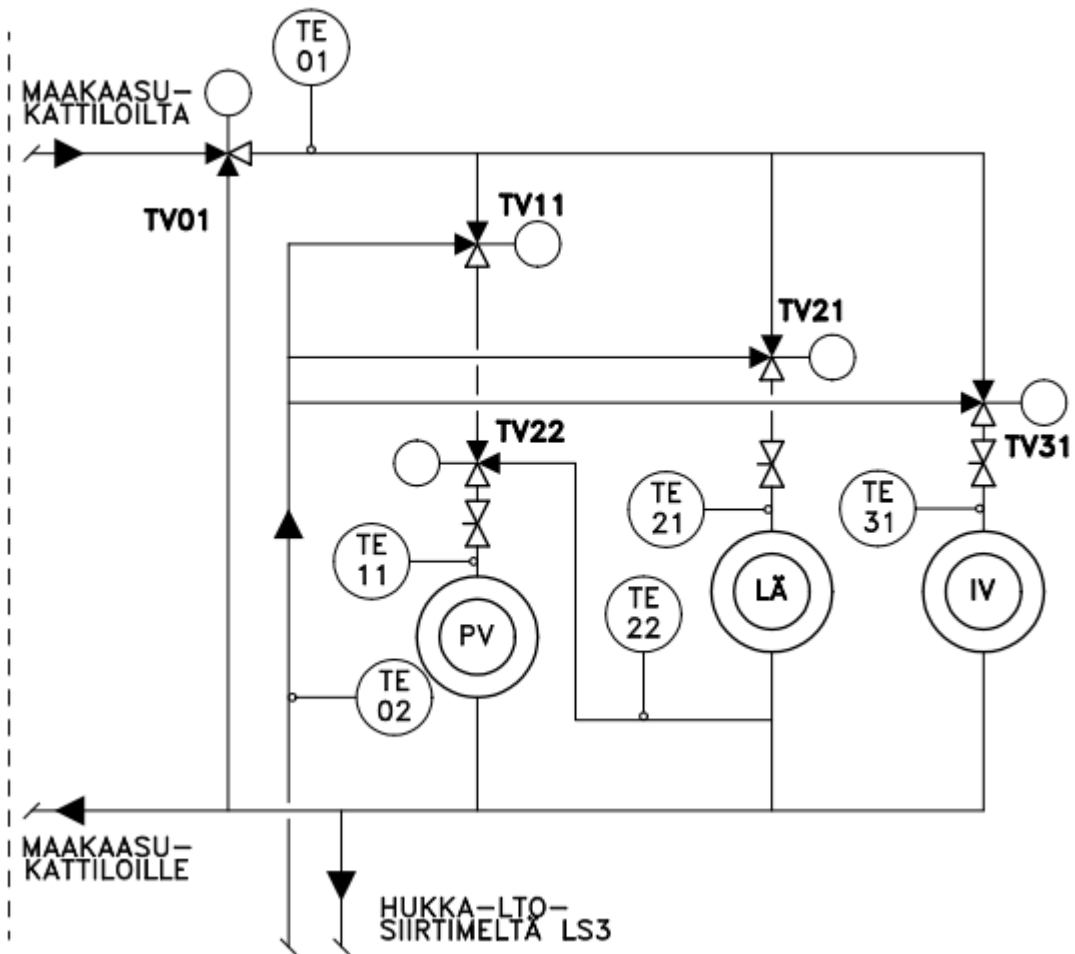 TE
01
MAAKAASU-
KATTILOILTA
TV01
TV11
TV21
TV31
TV22
TE
21
TE
31
TE
11
TE
22
LÄ
IV
PV
TE
02
MAAKAASU-
KATTILOILLE
HUKKA-LTO-
SIIRTIMELTÄ LS3